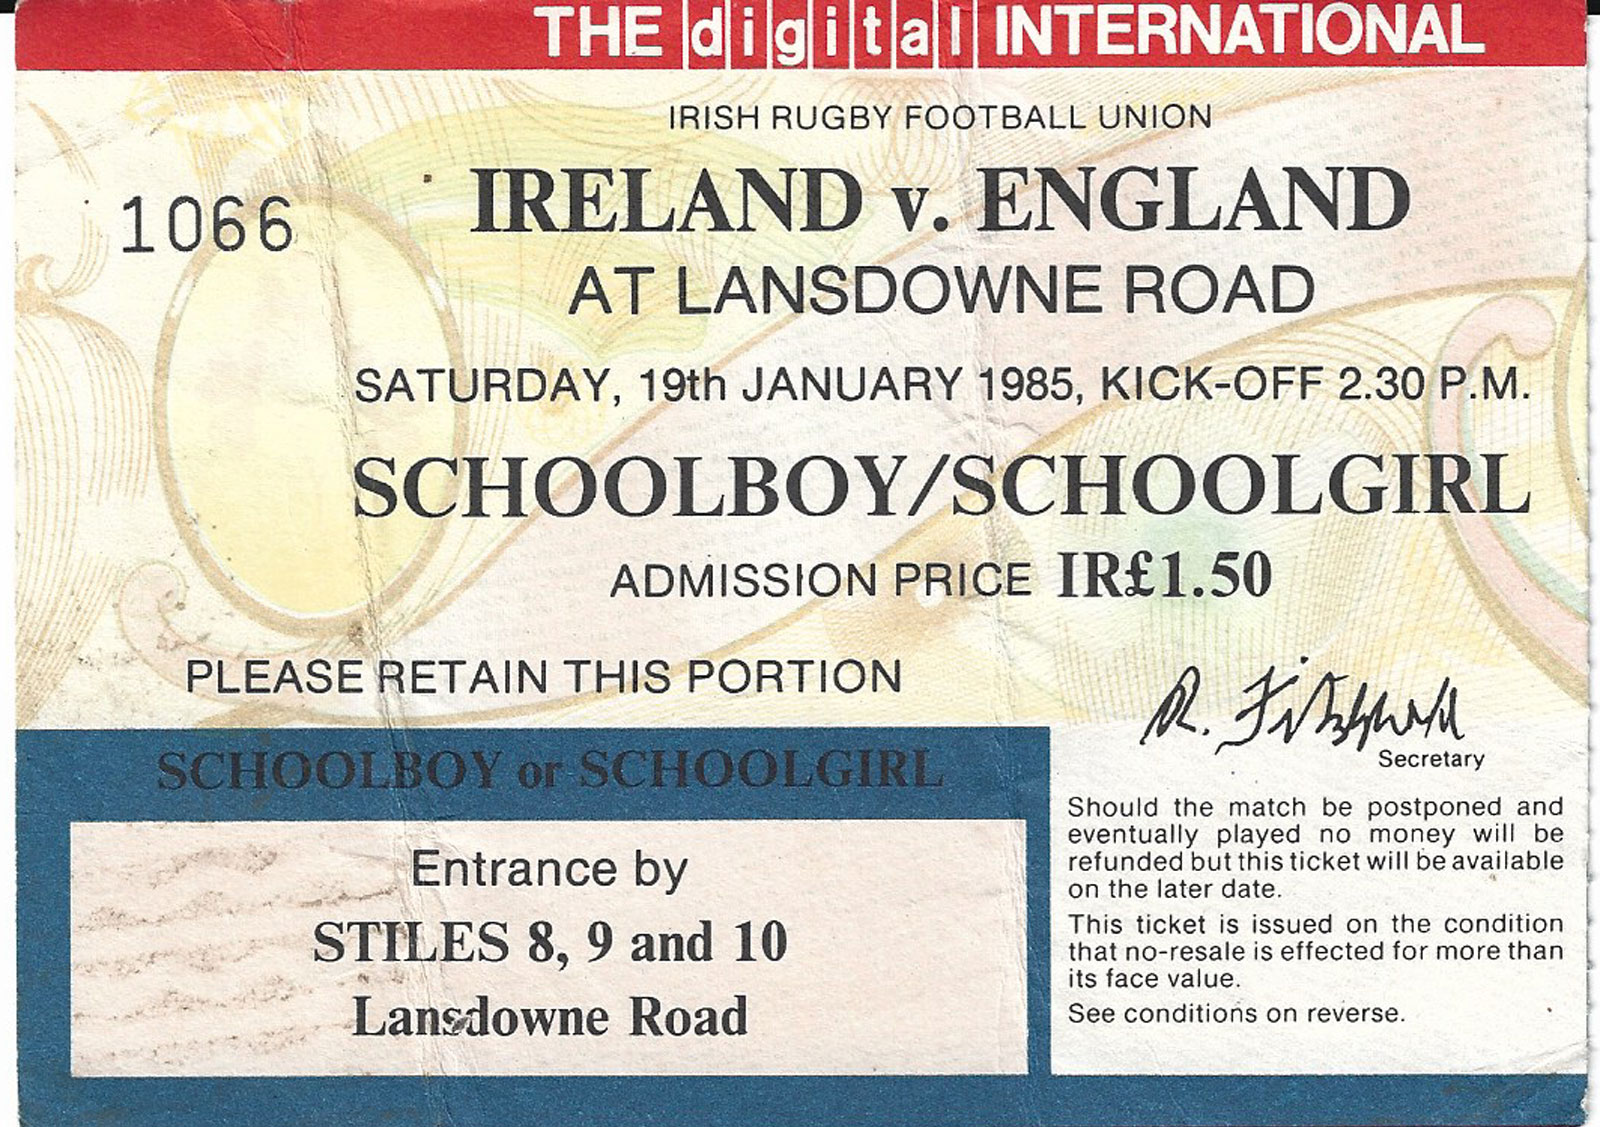 THE digital INTERNATIONAL
IRISH RUGBY FOOTBALL UNION
1066
IRELAND v. ENGLAND
AT LANSDOWNE ROAD
SATURDAY, 19th JANUARY 1985, KICK-OFF 2.30 P.M.
SCHOOLBOY/SCHOOLGIRL
ADMISSION PRICE IR£1.50
PLEASE RETAIN THIS PORTION
R. Fitzgerald
Secretary
SCHOOLBOY or SCHOOLGIRL
Entrance by
STILES 8, 9 and 10
Lansdowne Road
Should the match be postponed and
eventually played no money will be
refunded but this ticket will be available
on the later date.
This ticket is issued on the condition
that no-resale is effected for more than
its face value.
See conditions on reverse.